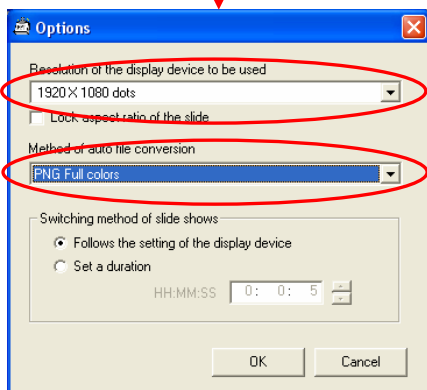 Options
Resolution of the display device to be used
1920 X 1080 dots
Lock aspect ratio of the slide
Method of auto file conversion
PNG Full colors
Switching method of slide shows
Follows the setting of the display device
Set a duration
HH:MM:SS 0: 0: 5
OK Cancel